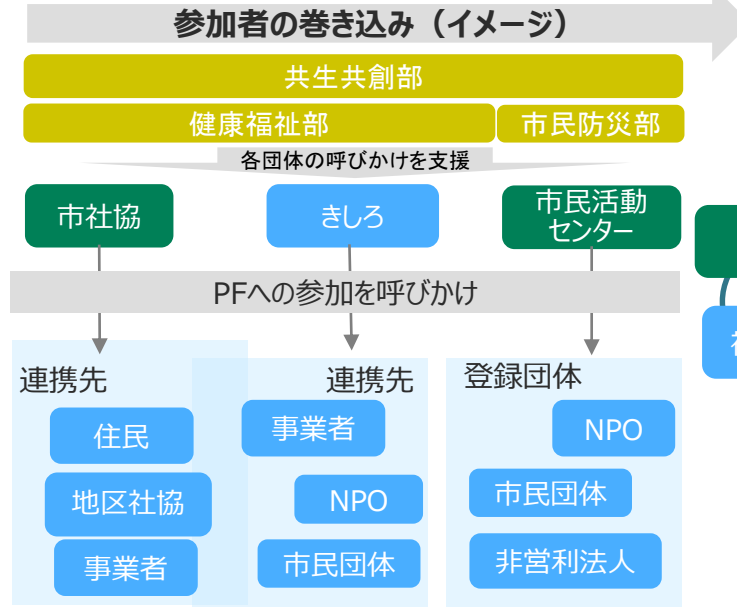 参加者の巻き込み（イメージ）
共生共創部
健康福祉部
市民防災部
各団体の呼びかけを支援
市社協
きしろ
市民活動
センター
PFへの参加を呼びかけ
連携先
連携先
登録団体
住民
事業者
NPO
地区社協
NPO
市民団体
事業者
市民団体
非営利法人